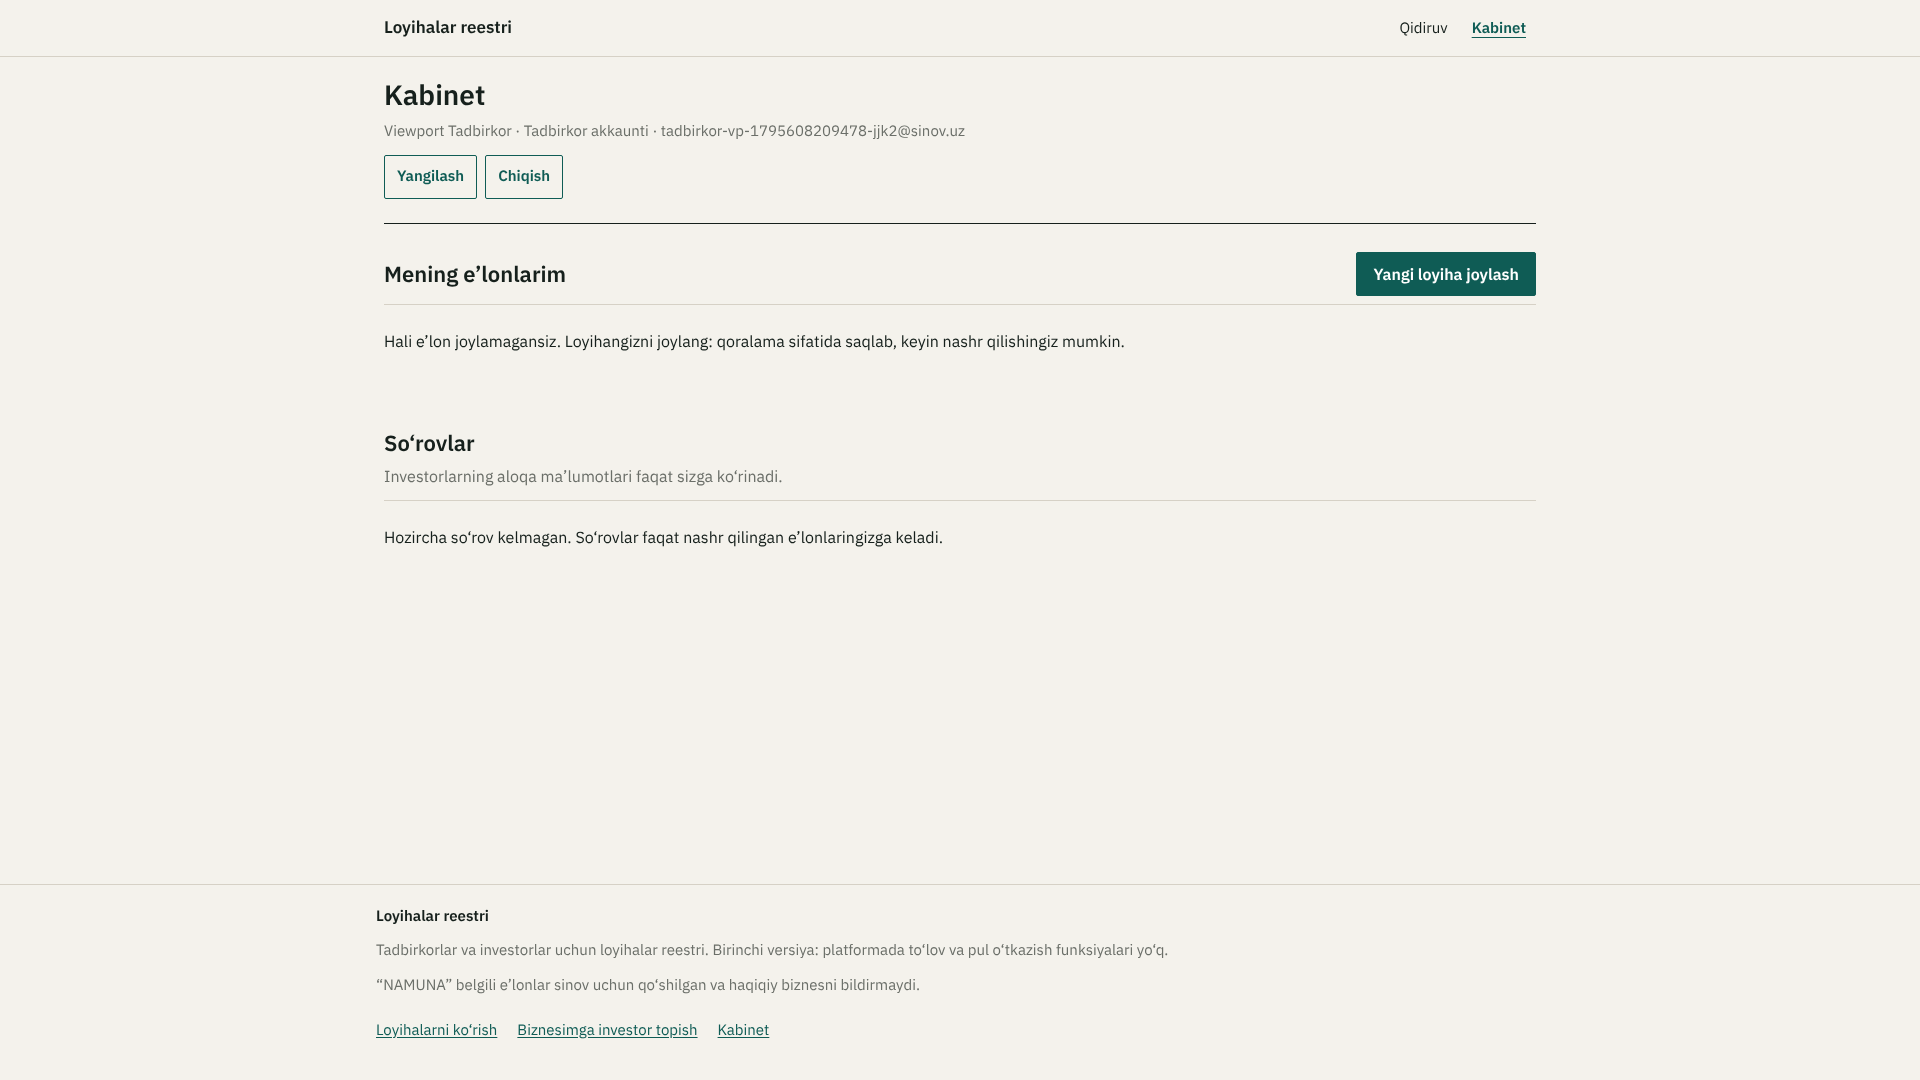 Loyihalar reestri
Qidiruv
Kabinet
Kabinet
Viewport Tadbirkor · Tadbirkor akkaunti · tadbirkor-vp-1795608209478-jjk2@sinov.uz
Yangilash
Chiqish
Mening e’lonlarim
Yangi loyiha joylash
Hali e’lon joylamagansiz. Loyihangizni joylang: qoralama sifatida saqlab, keyin nashr qilishingiz mumkin.
So‘rovlar
Investorlarning aloqa ma’lumotlari faqat sizga ko‘rinadi.
Hozircha so‘rov kelmagan. So‘rovlar faqat nashr qilingan e’lonlaringizga keladi.
Loyihalar reestri
Tadbirkorlar va investorlar uchun loyihalar reestri. Birinchi versiya: platformada to‘lov va pul o‘tkazish funksiyalari yo‘q.
“NAMUNA” belgili e’lonlar sinov uchun qo‘shilgan va haqiqiy biznesni bildirmaydi.
Loyihalarni ko‘rish
Biznesimga investor topish
Kabinet